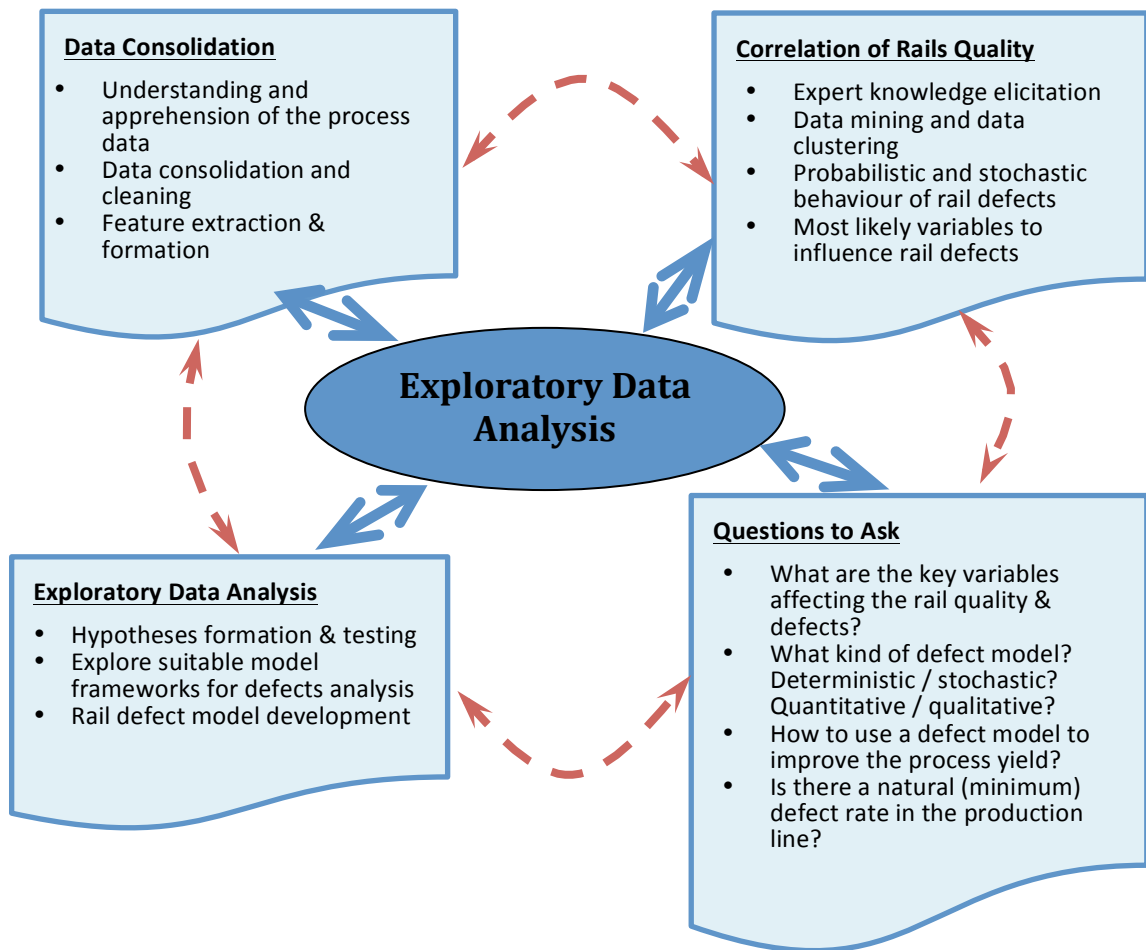 Data Consolidation
• Understanding and
apprehension of the process
data
• Data consolidation and
cleaning
• Feature extraction &
formation
Correlation of Rails Quality
• Expert knowledge elicitation
• Data mining and data
clustering
• Probabilistic and stochastic
behaviour of rail defects
• Most likely variables to
influence rail defects
Exploratory Data
Analysis
Exploratory Data Analysis
• Hypotheses formation & testing
• Explore suitable model
frameworks for defects analysis
• Rail defect model development
Questions to Ask
• What are the key variables
affecting the rail quality &
defects?
• What kind of defect model?
Deterministic / stochastic?
Quantitative / qualitative?
• How to use a defect model to
improve the process yield?
• Is there a natural (minimum)
defect rate in the production
line?